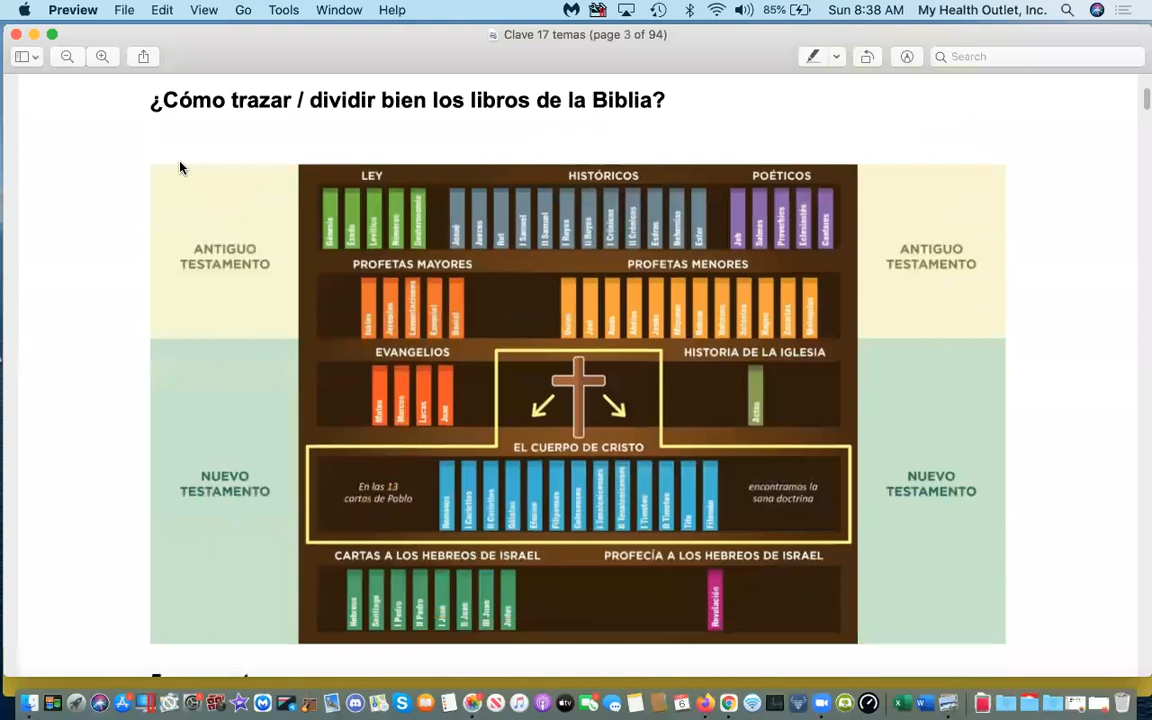 Preview File Edit View Go Tools Window Help 85% Sun 8:38 AM My Health Outlet, Inc.
Clave 17 temas (page 3 of 94)
Search
¿Cómo trazar / dividir bien los libros de la Biblia?
LEY HISTÓRICOS POÉTICOS
Génesis Éxodo Levítico Números Deuteronomio Josué Jueces Rut I Samuel II Samuel I Reyes II Reyes I Crónicas II Crónicas Esdras Nehemías Ester Job Salmos Proverbios Eclesiastés Cantares
ANTIGUO
TESTAMENTO
ANTIGUO
TESTAMENTO
PROFETAS MAYORES PROFETAS MENORES
Isaías Jeremías Lamentaciones Ezequiel Daniel Oseas Joel Amós Abdías Jonás Miqueas Nahum Habacuc Sofonías Hageo Zacarías Malaquías
EVANGELIOS HISTORIA DE LA IGLESIA
Mateo Marcos Lucas Juan Actos
EL CUERPO DE CRISTO
NUEVO
TESTAMENTO
NUEVO
TESTAMENTO
En las 13
cartas de Pablo
Romanos I Corintios II Corintios Gálatas Efesios Filipenses Colosenses I Tesalonicenses II Tesalonicenses I Timoteo II Timoteo Tito Filemón
encontramos la
sana doctrina
CARTAS A LOS HEBREOS DE ISRAEL PROFECÍA A LOS HEBREOS DE ISRAEL
Hebreos Santiago I Pedro II Pedro I Juan II Juan III Juan Judas Revelación